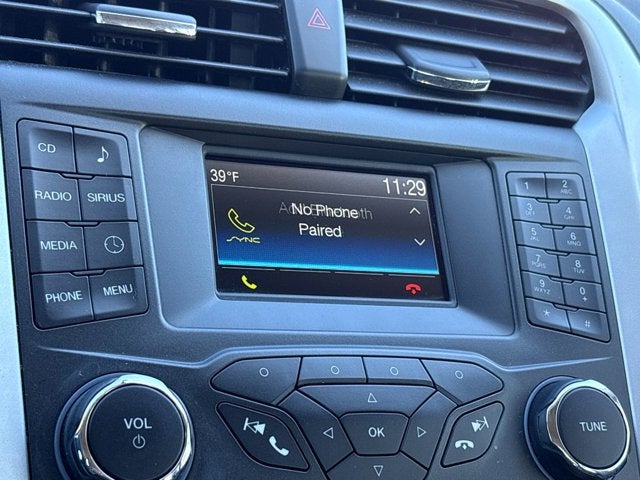 CD
RADIO SIRIUS
MEDIA
PHONE MENU
39°F 11:29
No Phone
Paired
SYNC
1 2 ABC
3 DEF 4 GHI
5 JKL 6 MNO
7 PQRS 8 TUV
9 WXYZ 0 +
* #
VOL
OK
TUNE